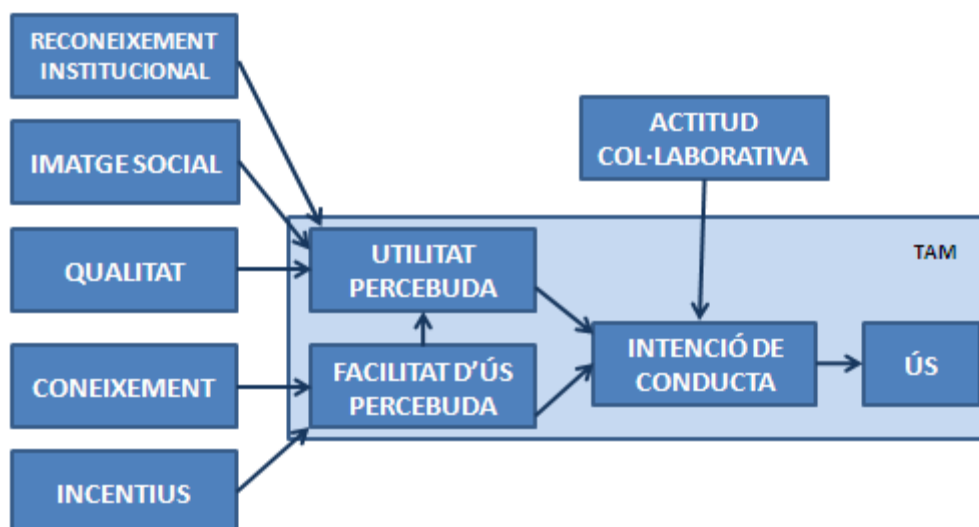 RECONEIXEMENT
INSTITUCIONAL
IMATGE SOCIAL
QUALITAT
CONEIXEMENT
INCENTIUS
ACTITUD
COL·LABORATIVA
TAM
UTILITAT
PERCEBUDA
FACILITAT D’ÚS
PERCEBUDA
INTENCIÓ DE
CONDUCTA
ÚS